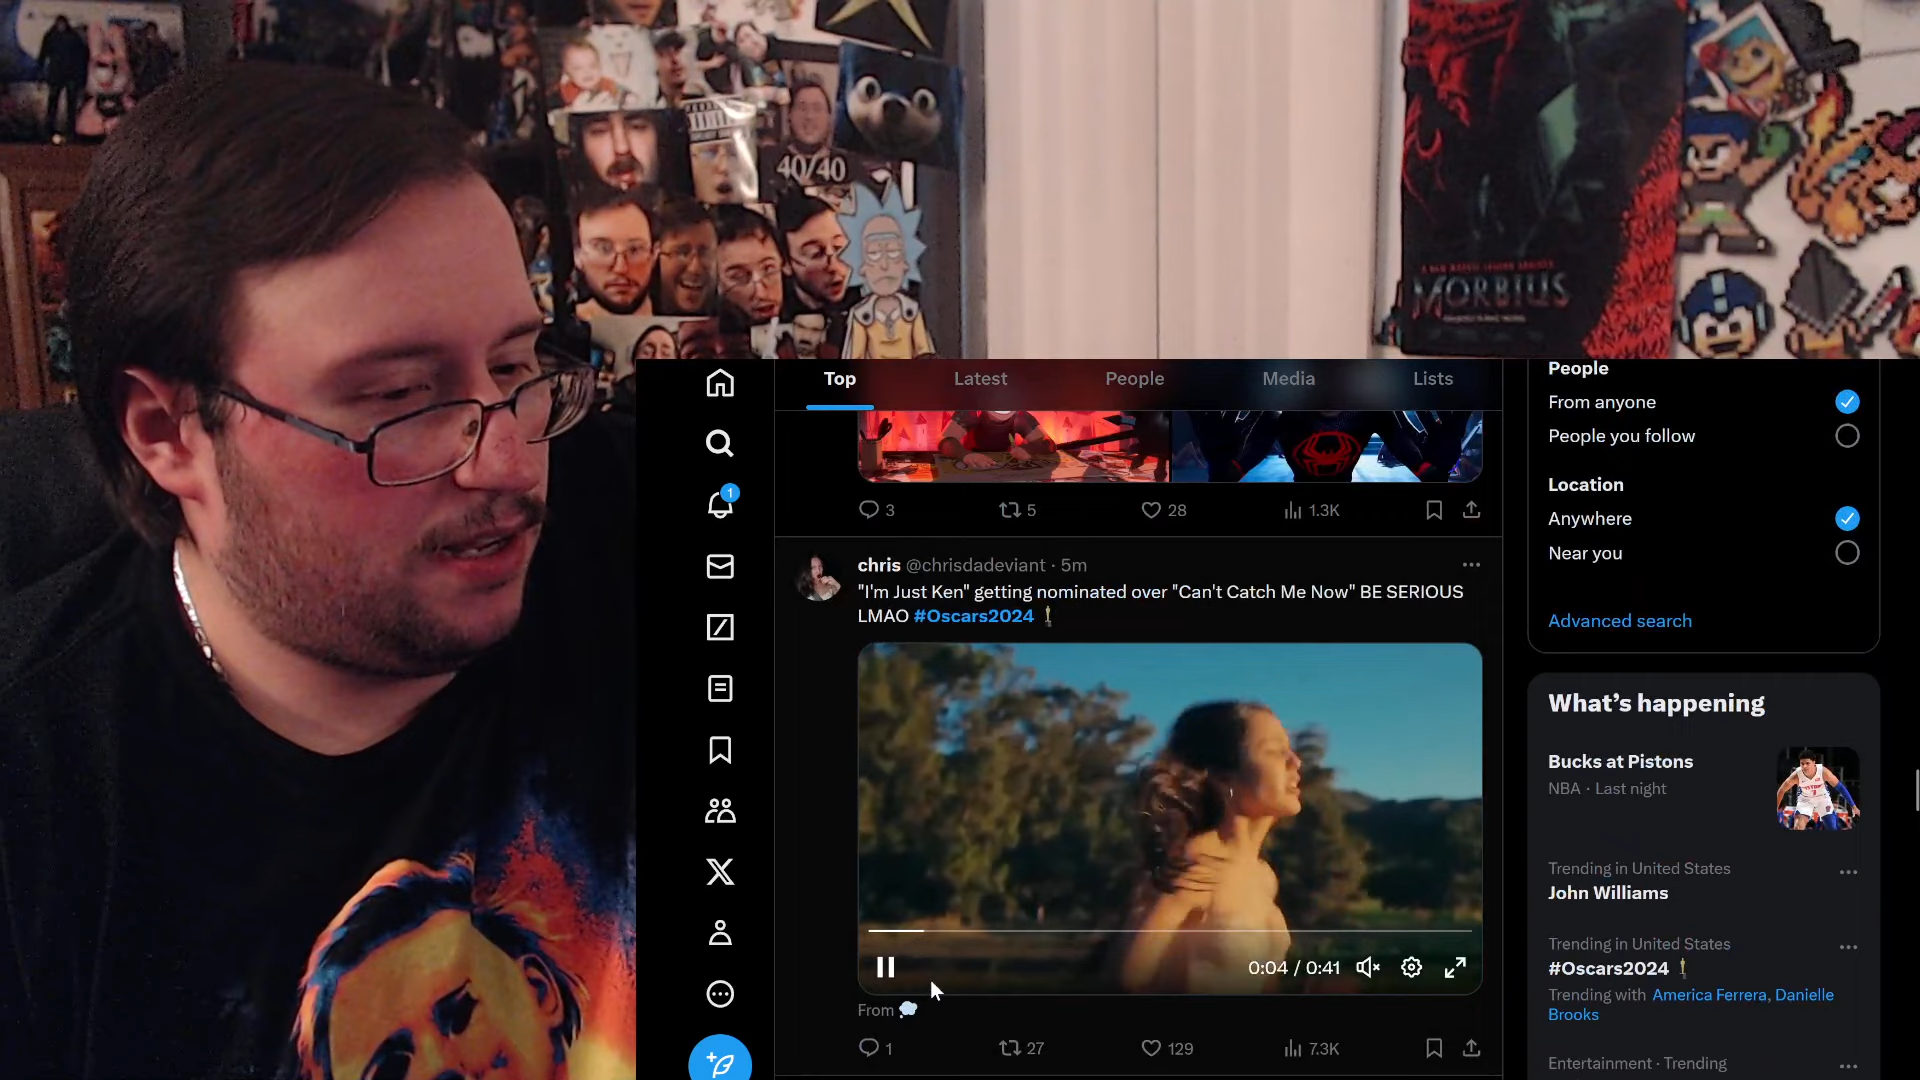 40/40
MORBIUS
Top
Latest
People
Media
Lists
People
From anyone
People you follow
Location
Anywhere
Near you
Advanced search
3
5
28
1.3K
1
chris @chrisdadeviant · 5m
"I'm Just Ken" getting nominated over "Can't Catch Me Now" BE SERIOUS
LMAO #Oscars2024
0:04 / 0:41
From
1
27
129
7.3K
What's happening
Bucks at Pistons
NBA · Last night
Trending in United States
John Williams
Trending in United States
#Oscars2024
Trending with America Ferrera, Danielle
Brooks
Entertainment · Trending